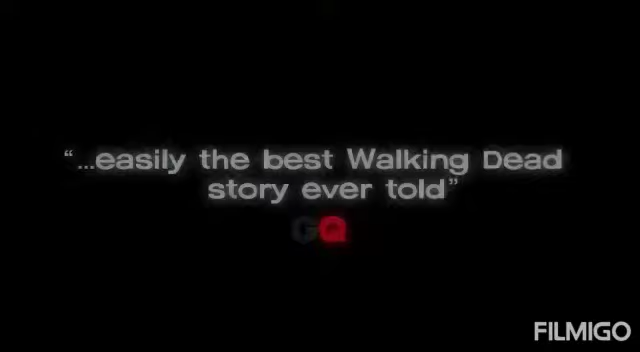 “...easily the best Walking Dead
story ever told”
GQ
FILMIGO